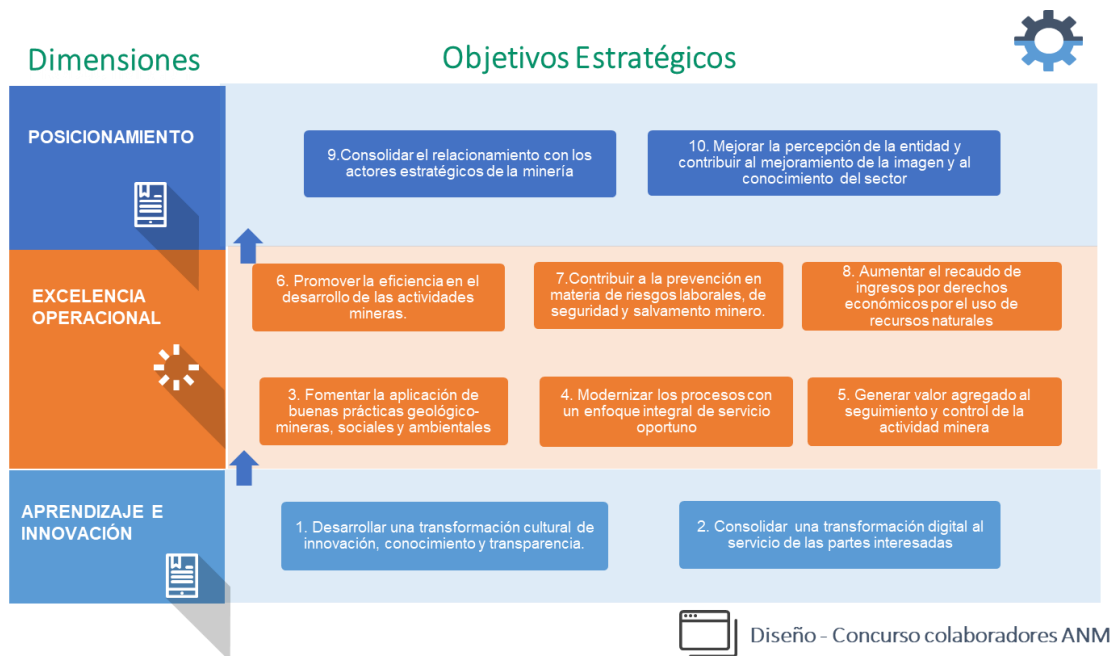 Dimensiones
Objetivos Estratégicos
POSICIONAMIENTO
9.Consolidar el relacionamiento con los
actores estratégicos de la minería
10. Mejorar la percepción de la entidad y
contribuir al mejoramiento de la imagen y al
conocimiento del sector
EXCELENCIA
OPERACIONAL
6. Promover la eficiencia en el
desarrollo de las actividades
mineras.
7.Contribuir a la prevención en
materia de riesgos laborales, de
seguridad y salvamento minero.
8. Aumentar el recaudo de
ingresos por derechos
económicos por el uso de
recursos naturales
3. Fomentar la aplicación de
buenas prácticas geológico-
mineras, sociales y ambientales
4. Modernizar los procesos con
un enfoque integral de servicio
oportuno
5. Generar valor agregado al
seguimiento y control de la
actividad minera
APRENDIZAJE E
INNOVACIÓN
1. Desarrollar una transformación cultural de
innovación, conocimiento y transparencia.
2. Consolidar una transformación digital al
servicio de las partes interesadas
Diseño - Concurso colaboradores ANM